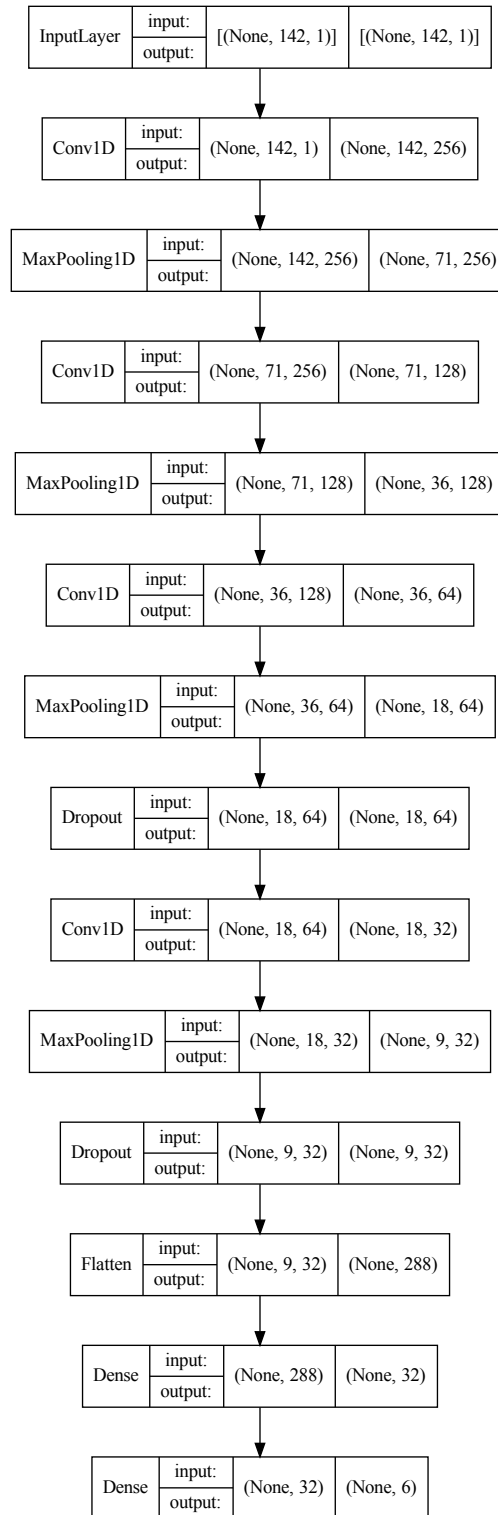 InputLayer input: output: [(None, 142, 1)] [(None, 142, 1)]
Conv1D input: output: (None, 142, 1) (None, 142, 256)
MaxPooling1D input: output: (None, 142, 256) (None, 71, 256)
Conv1D input: output: (None, 71, 256) (None, 71, 128)
MaxPooling1D input: output: (None, 71, 128) (None, 36, 128)
Conv1D input: output: (None, 36, 128) (None, 36, 64)
MaxPooling1D input: output: (None, 36, 64) (None, 18, 64)
Dropout input: output: (None, 18, 64) (None, 18, 64)
Conv1D input: output: (None, 18, 64) (None, 18, 32)
MaxPooling1D input: output: (None, 18, 32) (None, 9, 32)
Dropout input: output: (None, 9, 32) (None, 9, 32)
Flatten input: output: (None, 9, 32) (None, 288)
Dense input: output: (None, 288) (None, 32)
Dense input: output: (None, 32) (None, 6)